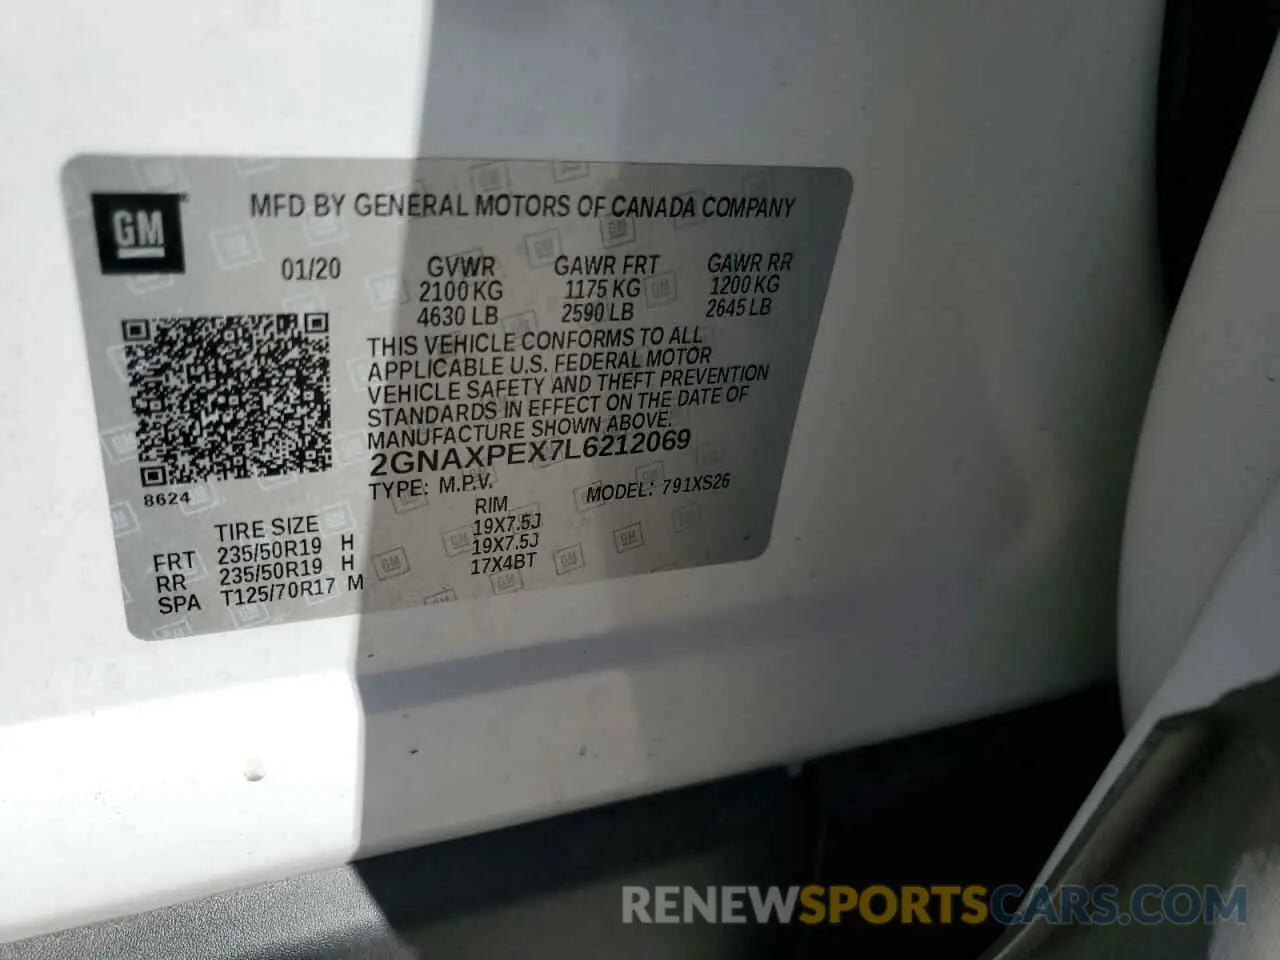 GM
MFD BY GENERAL MOTORS OF CANADA COMPANY
01/20 GVWR GAWR FRT GAWR RR
2100 KG 1175 KG 1200 KG
4630 LB 2590 LB 2645 LB
THIS VEHICLE CONFORMS TO ALL
APPLICABLE U.S. FEDERAL MOTOR
VEHICLE SAFETY AND THEFT PREVENTION
STANDARDS IN EFFECT ON THE DATE OF
MANUFACTURE SHOWN ABOVE.
2GNAXPEX7L6212069
8624
TYPE: M.P.V. MODEL: 791XS26
TIRE SIZE RIM
FRT 235/50R19 H 19X7.5J
RR 235/50R19 H 19X7.5J
SPA T125/70R17 M 17X4BT
RENEWSPORTSCARS.COM